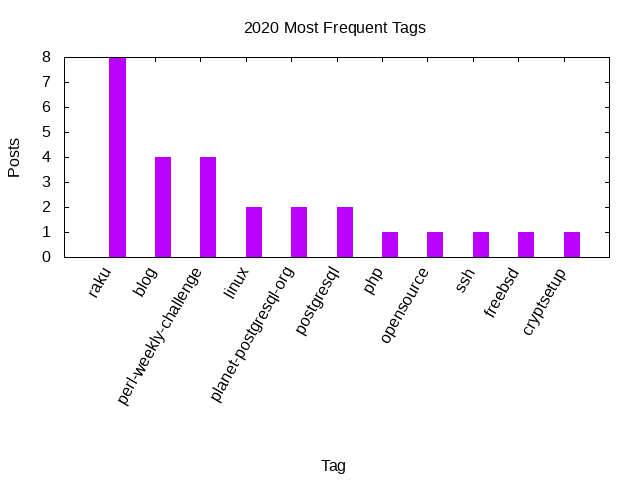 2020 Most Frequent Tags
Posts
8
7
6
5
4
3
2
1
0
raku
blog
perl-weekly-challenge
linux
planet-postgresql-org
postgresql
php
opensource
ssh
freebsd
cryptsetup
Tag